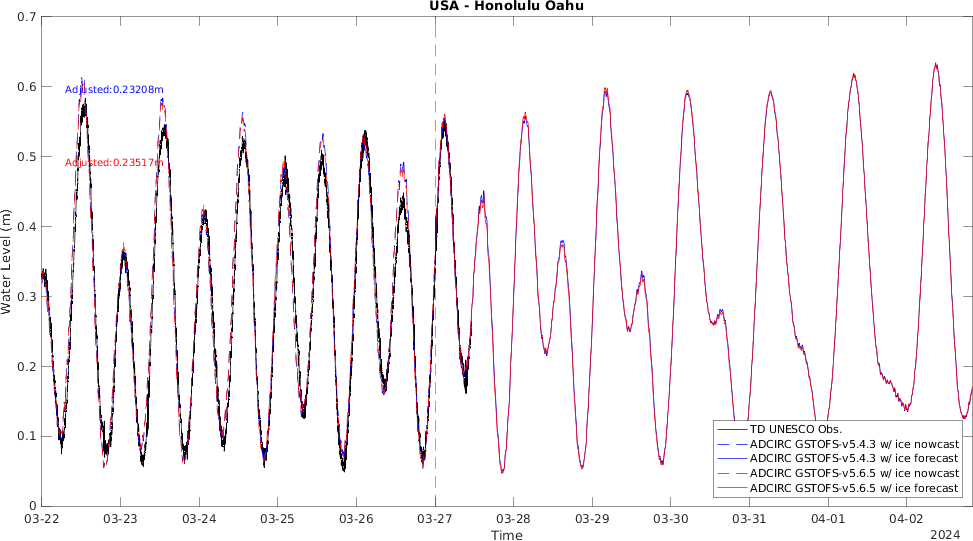 USA - Honolulu Oahu
0.7
0.6
0.5
0.4
0.3
0.2
0.1
0
Water Level (m)
Adjusted:0.23208m
Adjusted:0.23517m
TD UNESCO Obs.
ADCIRC GSTOFS-v5.4.3 w/ ice nowcast
ADCIRC GSTOFS-v5.4.3 w/ ice forecast
ADCIRC GSTOFS-v5.6.5 w/ ice nowcast
ADCIRC GSTOFS-v5.6.5 w/ ice forecast
03-22 03-23 03-24 03-25 03-26 03-27 03-28 03-29 03-30 03-31 04-01 04-02
Time
2024